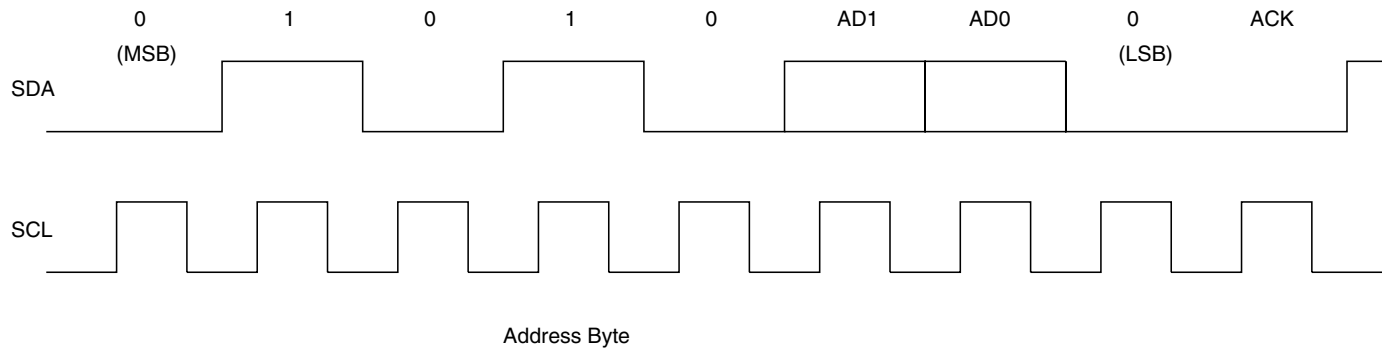 0 1 0 1 0 AD1 AD0 0 ACK
(MSB) (LSB)
SDA
SCL
Address Byte